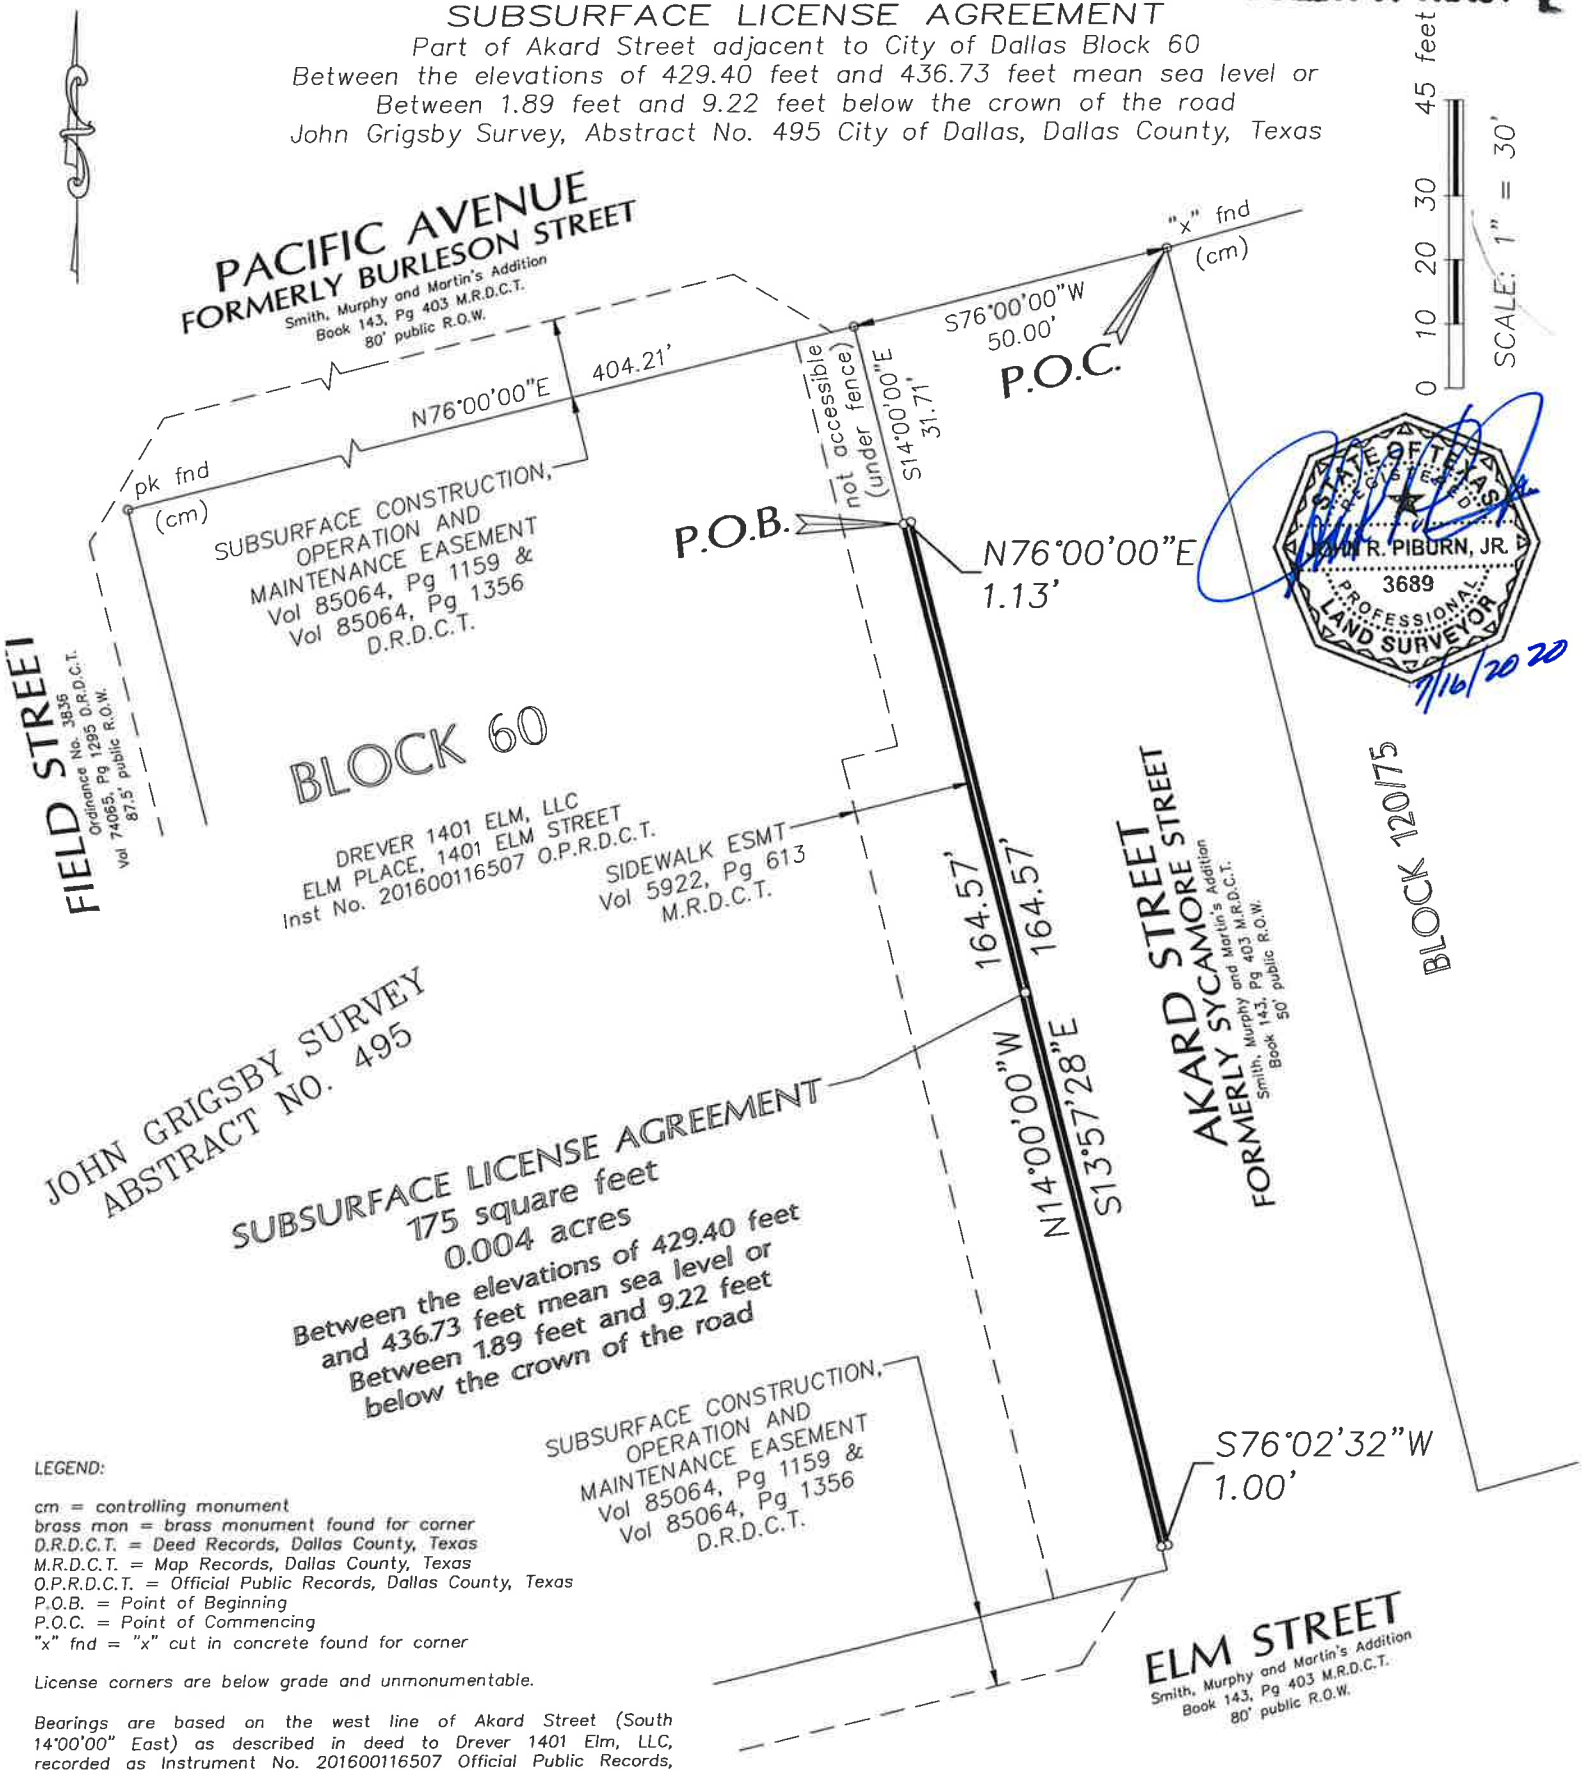 SUBSURFACE LICENSE AGREEMENT
Part of Akard Street adjacent to City of Dallas Block 60
Between the elevations of 429.40 feet and 436.73 feet mean sea level or
Between 1.89 feet and 9.22 feet below the crown of the road
John Grigsby Survey, Abstract No. 495 City of Dallas, Dallas County, Texas
0 10 20 30 45 feet
SCALE: 1" = 30'
PACIFIC AVENUE
FORMERLY BURLESON STREET
Smith, Murphy and Martin's Addition
Book 143, Pg 403 M.R.D.C.T.
80' public R.O.W.
"x" fnd
(cm)
S76°00'00"W
50.00'
P.O.C.
N76°00'00"E
404.21'
not accessible
(under fence)
S14°00'00"E
31.71'
pk fnd
(cm)
SUBSURFACE CONSTRUCTION,
OPERATION AND
MAINTENANCE EASEMENT
Vol 85064, Pg 1159 &
Vol 85064, Pg 1356
D.R.D.C.T.
P.O.B.
N76°00'00"E
1.13'
STATE OF TEXAS
REGISTERED
JOHN R. PIBURN, JR.
3689
PROFESSIONAL
LAND SURVEYOR
7/16/2020
FIELD STREET
Ordinance No. 3836
Vol 74065, Pg 1295 D.R.D.C.T.
87.5' public R.O.W.
BLOCK 60
DREVER 1401 ELM, LLC
ELM PLACE, 1401 ELM STREET
Inst No. 201600116507 O.P.R.D.C.T.
SIDEWALK ESMT
Vol 5922, Pg 613
M.R.D.C.T.
164.57'
164.57'
N14°00'00"W
S13°57'28"E
AKARD STREET
FORMERLY SYCAMORE STREET
Smith, Murphy and Martin's Addition
Book 143, Pg 403 M.R.D.C.T.
50' public R.O.W.
BLOCK 120/75
JOHN GRIGSBY SURVEY
ABSTRACT NO. 495
SUBSURFACE LICENSE AGREEMENT
175 square feet
0.004 acres
Between the elevations of 429.40 feet
and 436.73 feet mean sea level or
Between 1.89 feet and 9.22 feet
below the crown of the road
SUBSURFACE CONSTRUCTION,
OPERATION AND
MAINTENANCE EASEMENT
Vol 85064, Pg 1159 &
Vol 85064, Pg 1356
D.R.D.C.T.
S76°02'32"W
1.00'
ELM STREET
Smith, Murphy and Martin's Addition
Book 143, Pg 403 M.R.D.C.T.
80' public R.O.W.
LEGEND:
cm = controlling monument
brass mon = brass monument found for corner
D.R.D.C.T. = Deed Records, Dallas County, Texas
M.R.D.C.T. = Map Records, Dallas County, Texas
O.P.R.D.C.T. = Official Public Records, Dallas County, Texas
P.O.B. = Point of Beginning
P.O.C. = Point of Commencing
"x" fnd = "x" cut in concrete found for corner
License corners are below grade and unmonumentable.
Bearings are based on the west line of Akard Street (South
14°00'00" East) as described in deed to Drever 1401 Elm, LLC,
recorded as Instrument No. 201600116507 Official Public Records,